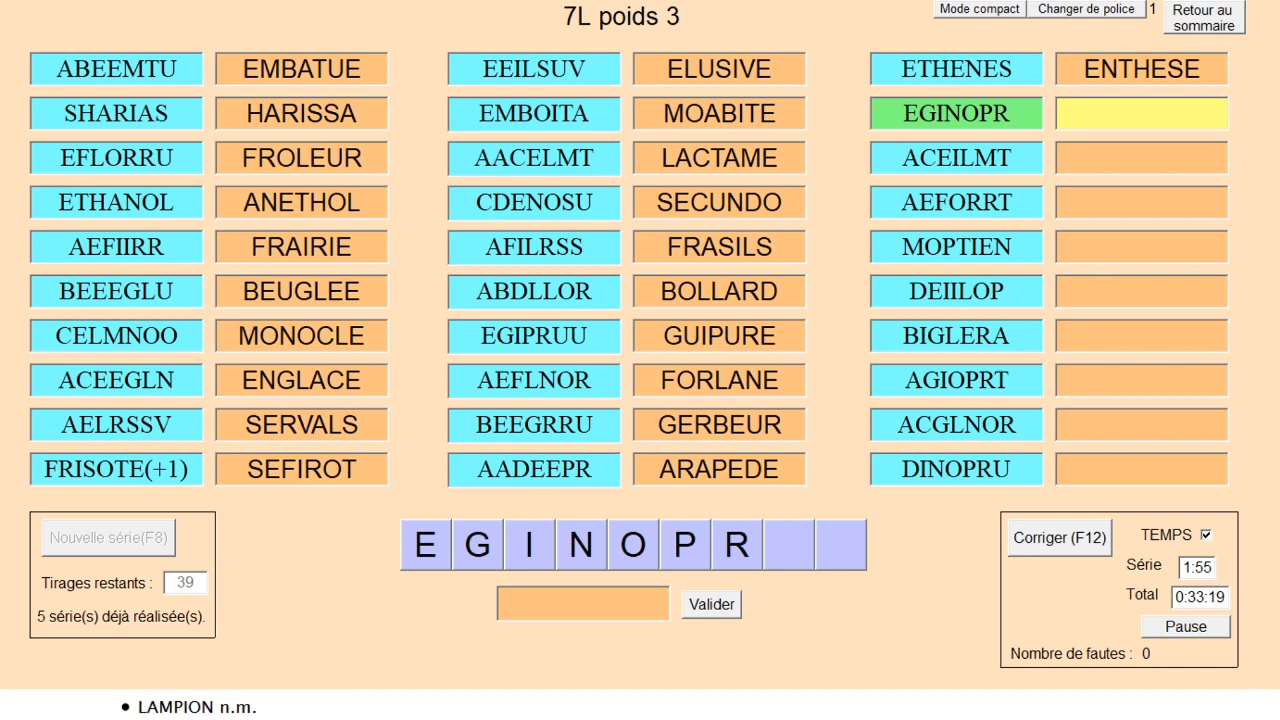 7L poids 3
Mode compact Changer de police 1 Retour au sommaire
ABEEMTU EMBATUE EEILSUV ELUSIVE ETHENES ENTHESE
SHARIAS HARISSA EMBOITA MOABITE EGINOPR
EFLORRU FROLEUR AACELMT LACTAME ACEILMT
ETHANOL ANETHOL CDENOSU SECUNDO AEFORRT
AEFIIRR FRAIRIE AFILRSS FRASILS MOPTIEN
BEEEGLU BEUGLEE ABDLLOR BOLLARD DEIILOP
CELMNOO MONOCLE EGIPRUU GUIPURE BIGLERA
ACEEGLN ENGLACE AEFLNOR FORLANE AGIOPRT
AELRSSV SERVALS BEEGRRU GERBEUR ACGLNOR
FRISOTE(+1) SEFIROT AADEEPR ARAPEDE DINOPRU
Nouvelle série(F8)
Tirages restants : 39
5 série(s) déjà réalisée(s).
E G I N O P R
Valider
Corriger (F12) TEMPS
Série 1:55
Total 0:33:19
Pause
Nombre de fautes : 0
• LAMPION n.m.